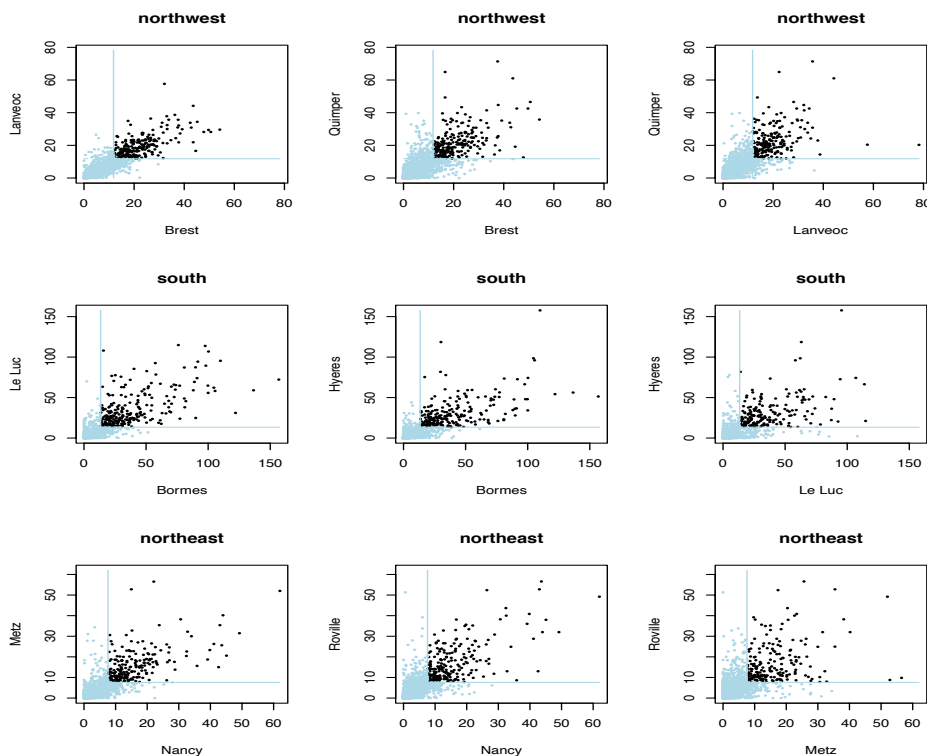 northwest
northwest
northwest
80
60
40
20
0
Lanveoc
0 20 40 60 80
Brest
80
60
40
20
0
Quimper
0 20 40 60 80
Brest
80
60
40
20
0
Quimper
0 20 40 60 80
Lanveoc
south
south
south
150
100
50
0
Le Luc
0 50 100 150
Bormes
150
100
50
0
Hyeres
0 50 100 150
Bormes
150
100
50
0
Hyeres
0 50 100 150
Le Luc
northeast
northeast
northeast
50
30
10
0
Metz
0 10 20 30 40 50 60
Nancy
50
30
10
0
Roville
0 10 20 30 40 50 60
Nancy
50
30
10
0
Roville
0 10 20 30 40 50 60
Metz